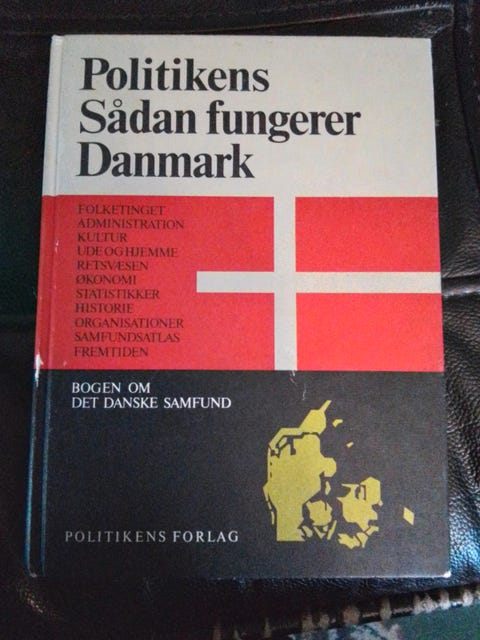 Politikens
Sådan fungerer
Danmark
FOLKETINGET
ADMINISTRATION
KULTUR
UDE OG HJEMME
RETSVÆSEN
ØKONOMI
STATISTIKKER
HISTORIE
ORGANISATIONER
SAMFUNDSATLAS
FREMTIDEN
BOGEN OM
DET DANSKE SAMFUND
POLITIKENS FORLAG